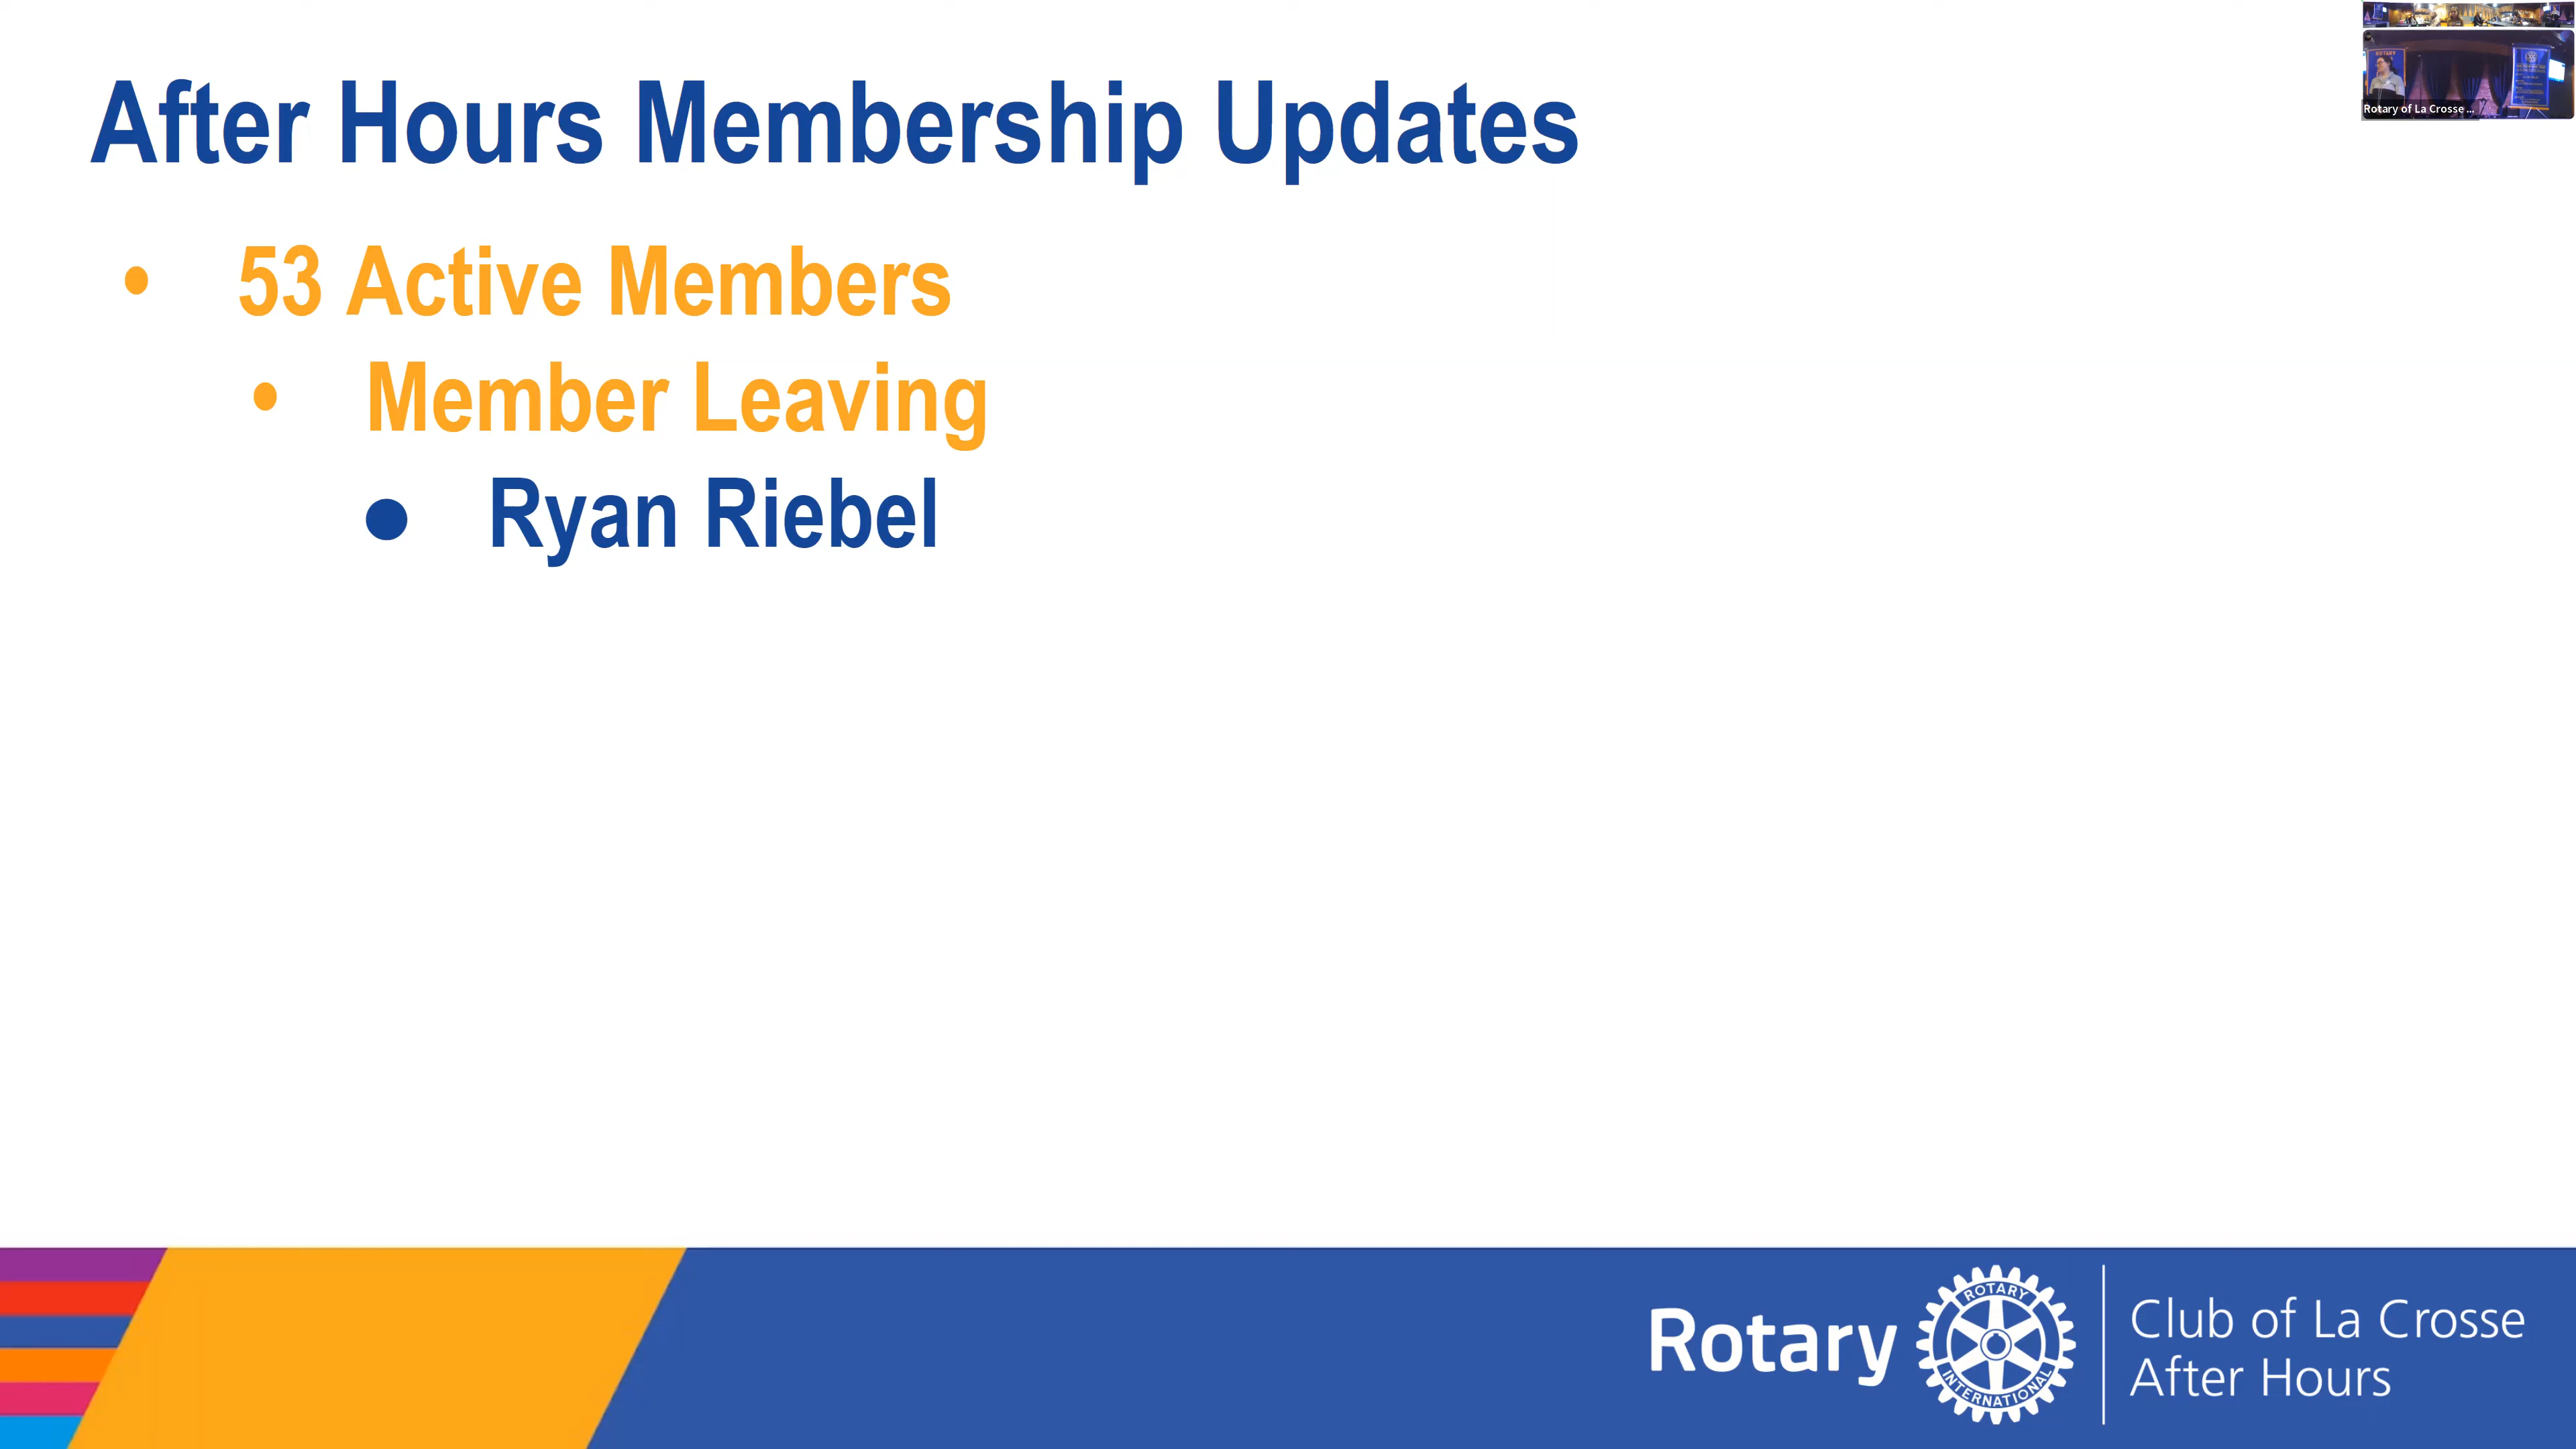 After Hours Membership Updates
• 53 Active Members
• Member Leaving
● Ryan Riebel
ROTARY
Rotary of La Crosse ...
Rotary
ROTARY
INTERNATIONAL
Club of La Crosse
After Hours